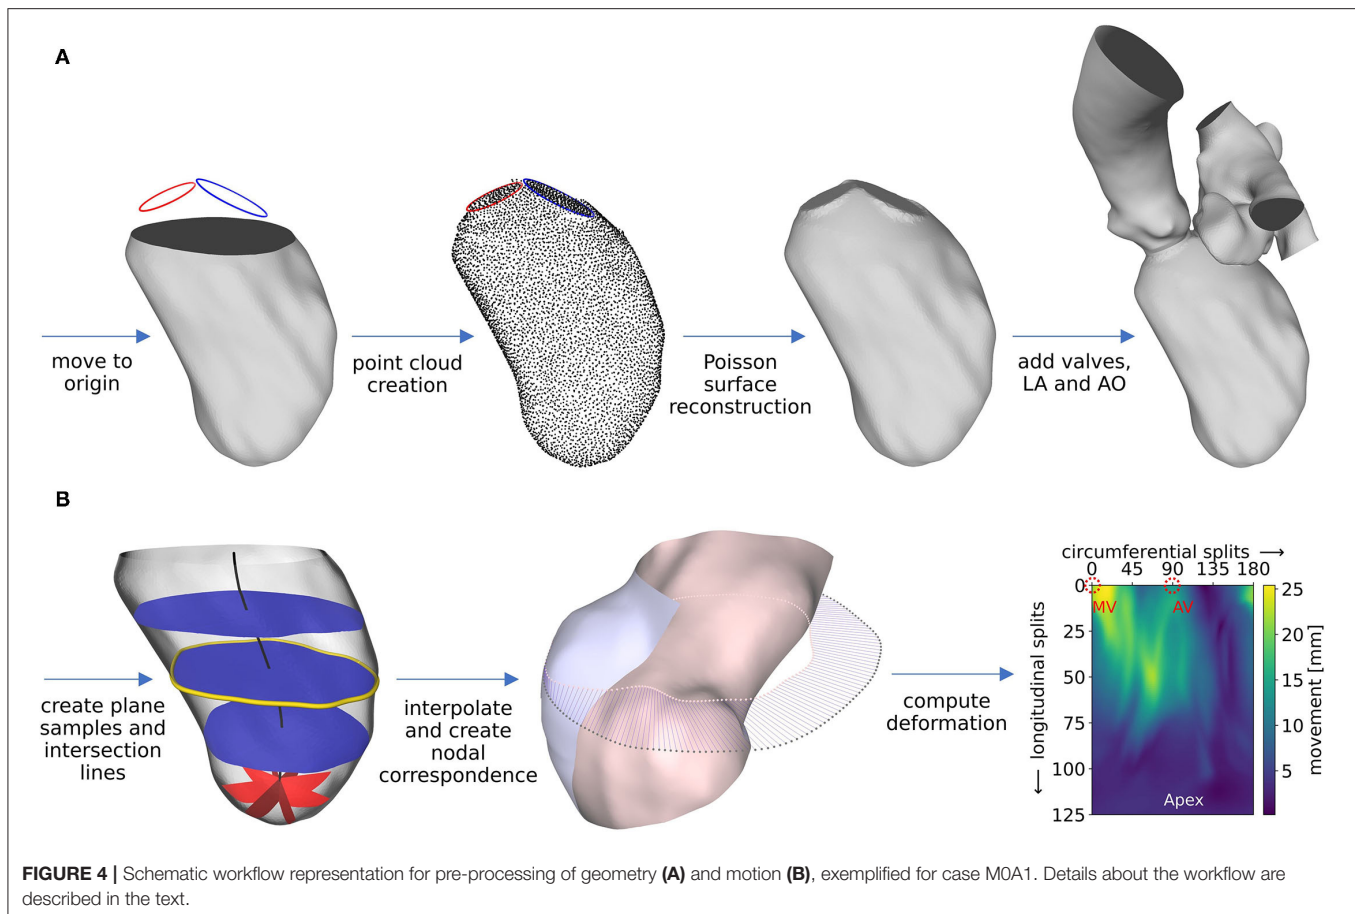 A
move to
origin
point cloud
creation
Poisson
surface
reconstruction
add valves,
LA and AO
B
create plane
samples and
intersection
lines
interpolate
and create
nodal
correspondence
compute
deformation
circumferential splits →
0 45 90 135 180
← longitudinal splits
0
25
50
75
100
125
MV
AV
Apex
25
20
15
10
5
movement [mm]
FIGURE 4 | Schematic workflow representation for pre-processing of geometry (A) and motion (B), exemplified for case M0A1. Details about the workflow are
described in the text.